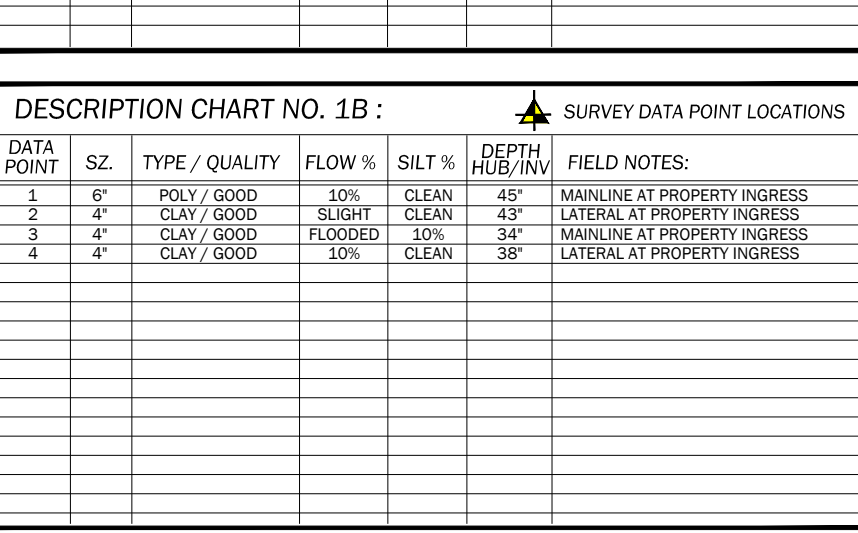 DESCRIPTION CHART NO. 1B : SURVEY DATA POINT LOCATIONS
DATA POINT SZ. TYPE / QUALITY FLOW % SILT % DEPTH HUB/INV FIELD NOTES:
1 6" POLY / GOOD 10% CLEAN 45" MAINLINE AT PROPERTY INGRESS
2 4" CLAY / GOOD SLIGHT CLEAN 43" LATERAL AT PROPERTY INGRESS
3 4" CLAY / GOOD FLOODED 10% 34" MAINLINE AT PROPERTY INGRESS
4 4" CLAY / GOOD 10% CLEAN 38" LATERAL AT PROPERTY INGRESS